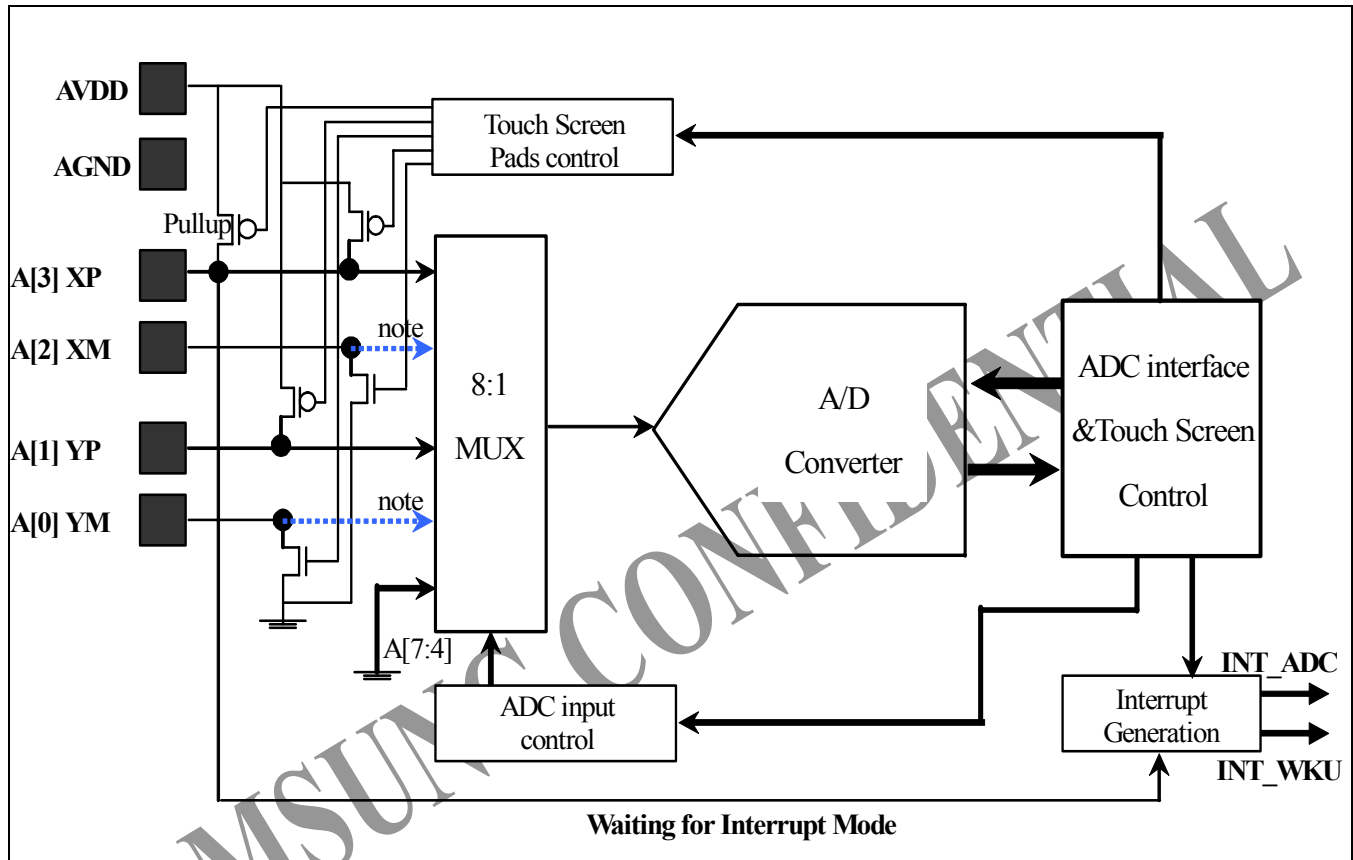 AVDD
AGND
Pullup
A[3] XP
A[2] XM
A[1] YP
A[0] YM
note
note
A[7:4]
Touch Screen
Pads control
8:1
MUX
A/D
Converter
ADC interface
&Touch Screen
Control
ADC input
control
Interrupt
Generation
INT_ADC
INT_WKU
Waiting for Interrupt Mode
MSUNG CONFIDENTIAL